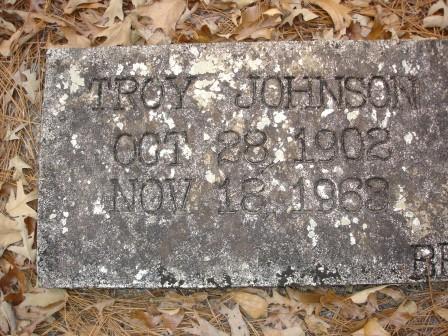 TROY JOHNSON
OCT 28, 1902
NOV. 18, 1968